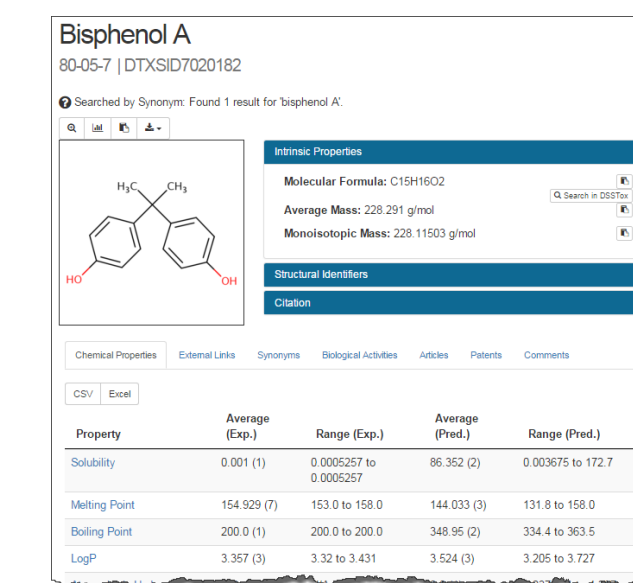 Bisphenol A
80-05-7 | DTXSID7020182
Searched by Synonym: Found 1 result for 'bisphenol A'.
H3C
CH3
HO
OH
Intrinsic Properties
Molecular Formula: C15H16O2
Search in DSSTox
Average Mass: 228.291 g/mol
Monoisotopic Mass: 228.11503 g/mol
Structural Identifiers
Citation
Chemical Properties External Links Synonyms Biological Activities Articles Patents Comments
CSV Excel
Property Average (Exp.) Range (Exp.) Average (Pred.) Range (Pred.)
Solubility 0.001 (1) 0.0005257 to 0.0005257 86.352 (2) 0.003675 to 172.7
Melting Point 154.929 (7) 153.0 to 158.0 144.033 (3) 131.8 to 158.0
Boiling Point 200.0 (1) 200.0 to 200.0 348.95 (2) 334.4 to 363.5
LogP 3.357 (3) 3.32 to 3.431 3.524 (3) 3.205 to 3.727